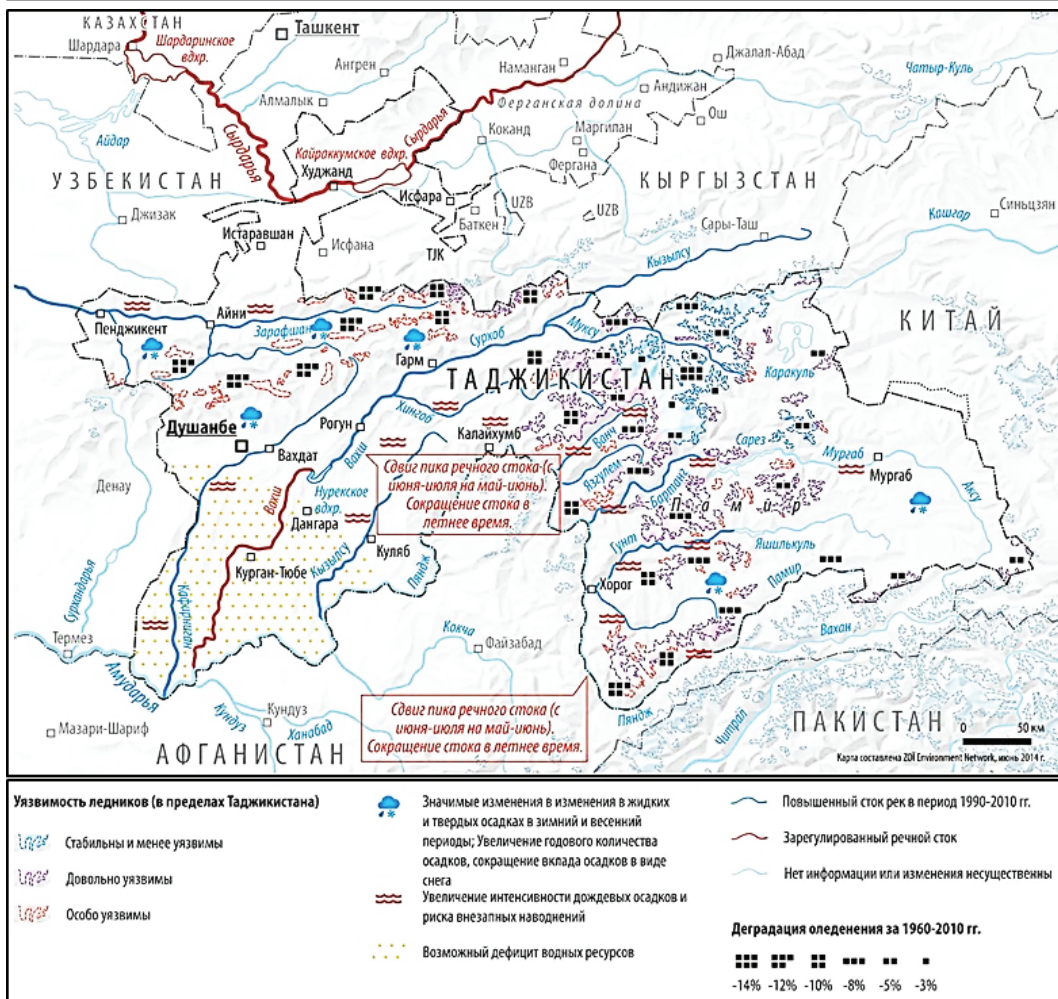 КАЗАХСТАН
Шардара
Шардаринское
вдхр.
Ташкент
Ангрен
Алмалык
Наманган
Джалал-Абад
Андижан
Чатыр-Куль
Ферганская долина
Ош
Айдар
Сырдарья
Сырдарья
Коканд
Маргилан
Фергана
Кайраккумское вдхр.
Худжанд
УЗБЕКИСТАН
КЫРГЫЗСТАН
Исфара
Баткен
UZB
UZB
Джизак
Истаравшан
Исфана
TJK
Сары-Таш
Кашгар
Синьцзян
Кызылсу
Пенджикент
Айни
Зарафшан
Гарм
Сурхоб
Муксу
КИТАЙ
ТАДЖИКИСТАН
Каракуль
Душанбе
Рогун
Хингоб
Вахдат
Вахш
Калайхумб
Ванч
Сарез
Мургаб
Мургаб
Язгулем
Бартанг
Аксу
Денау
Вахш
Нурекское
вдхр.
Дангара
Сдвиг пика речного стока (с
июня-июля на май-июнь).
Сокращение стока в
летнее время.
Памир
Гунт
Яшилькуль
Курган-Тюбе
Кызылсу
Куляб
Пяндж
Хорог
Памир
Сурхандарья
Кафирниган
Термез
Кокча
Файзабад
Вахан
Амударья
Кундуз
Кундуз
Ханабад
Мазари-Шариф
АФГАНИСТАН
Сдвиг пика речного стока (с
июня-июля на май-июнь).
Сокращение стока в летнее время.
Пяндж
Читрал
ПАКИСТАН
0 50 км
Карта составлена ZOÏ Environment Network, июнь 2014 г.
Уязвимость ледников (в пределах Таджикистана)
Стабильны и менее уязвимы
Довольно уязвимы
Особо уязвимы
Значимые изменения в изменения в жидких
и твердых осадках в зимний и весенний
периоды; Увеличение годового количества
осадков, сокращение вклада осадков в виде
снега
Увеличение интенсивности дождевых осадков и
риска внезапных наводнений
Возможный дефицит водных ресурсов
Повышенный сток рек в период 1990-2010 гг.
Зарегулированный речной сток
Нет информации или изменения несущественны
Деградация оледенения за 1960-2010 гг.
-14% -12% -10% -8% -5% -3%